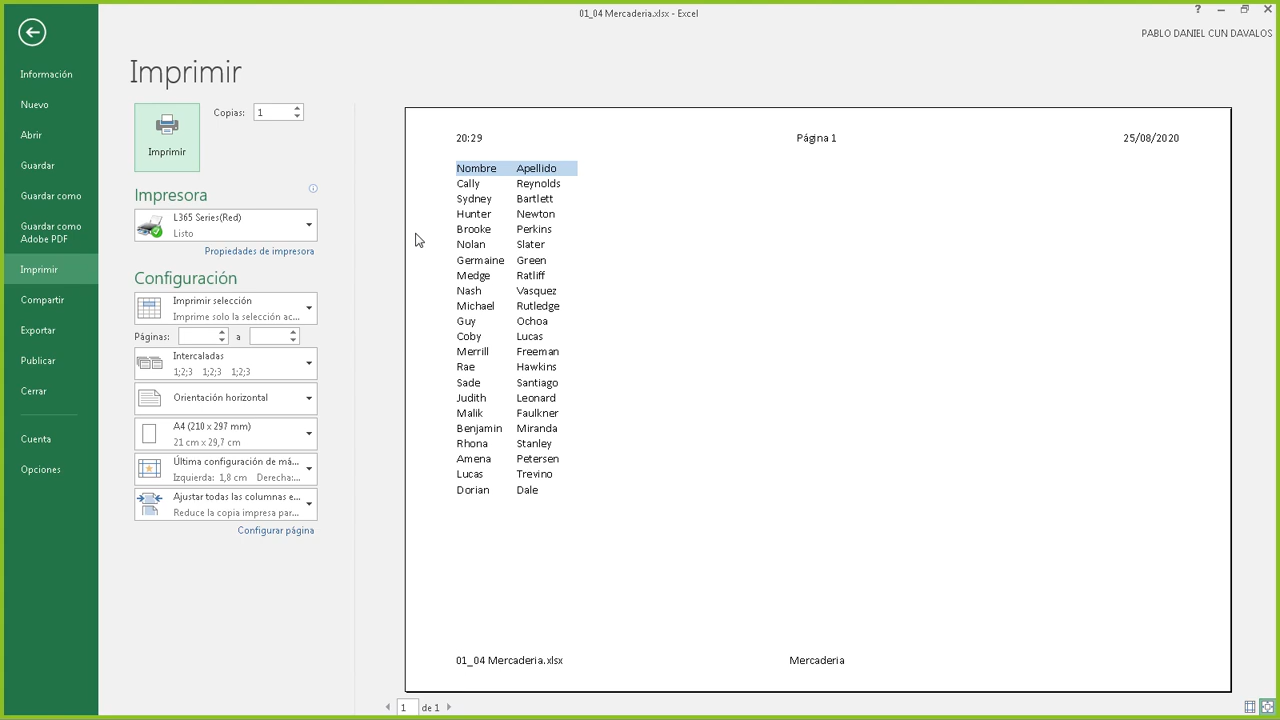 01_04 Mercaderia.xlsx - Excel
?
PABLO DANIEL CUN DAVALOS
Información
Nuevo
Abrir
Guardar
Guardar como
Guardar como
Adobe PDF
Imprimir
Compartir
Exportar
Publicar
Cerrar
Cuenta
Opciones
Imprimir
Imprimir
Copias: 1
Impresora
L365 Series(Red)
Listo
Propiedades de impresora
Configuración
Imprimir selección
Imprime solo la selección ac...
Páginas: a
Intercaladas
1;2;3 1;2;3 1;2;3
Orientación horizontal
A4 (210 x 297 mm)
21 cm x 29,7 cm
Última configuración de má...
Izquierda: 1,8 cm Derecha:...
Ajustar todas las columnas e...
Reduce la copia impresa par...
Configurar página
20:29 Página 1 25/08/2020
Nombre Apellido
Cally Reynolds
Sydney Bartlett
Hunter Newton
Brooke Perkins
Nolan Slater
Germaine Green
Medge Ratliff
Nash Vasquez
Michael Rutledge
Guy Ochoa
Coby Lucas
Merrill Freeman
Rae Hawkins
Sade Santiago
Judith Leonard
Malik Faulkner
Benjamin Miranda
Rhona Stanley
Amena Petersen
Lucas Trevino
Dorian Dale
01_04 Mercaderia.xlsx Mercaderia
1 de 1